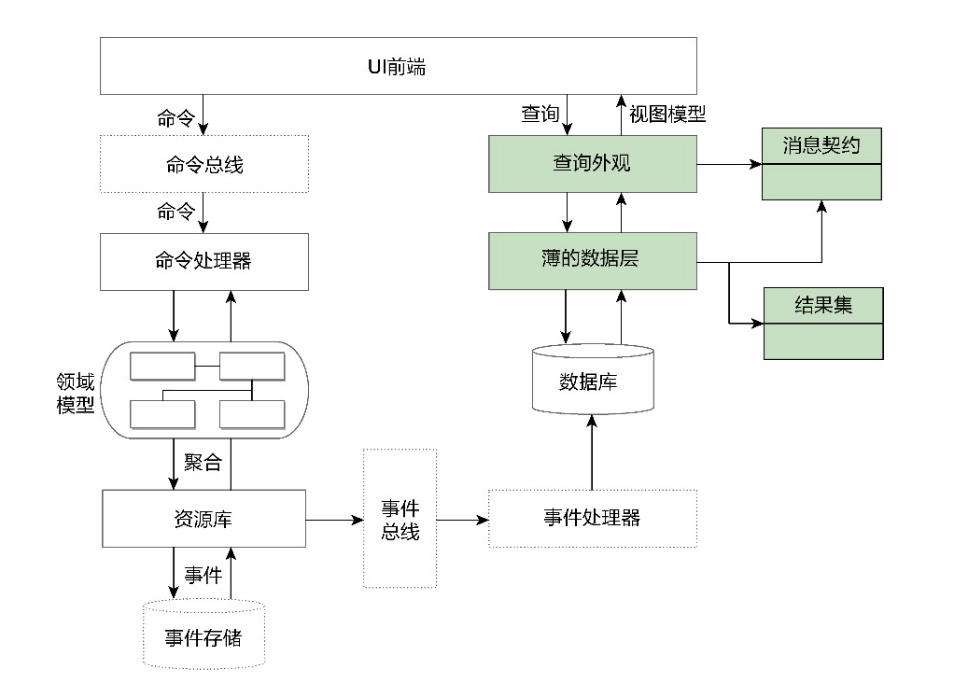 UI前端
命令
查询
视图模型
命令总线
查询外观
消息契约
命令
命令处理器
薄的数据层
结果集
领域
模型
数据库
聚合
资源库
事件
总线
事件处理器
事件
事件存储